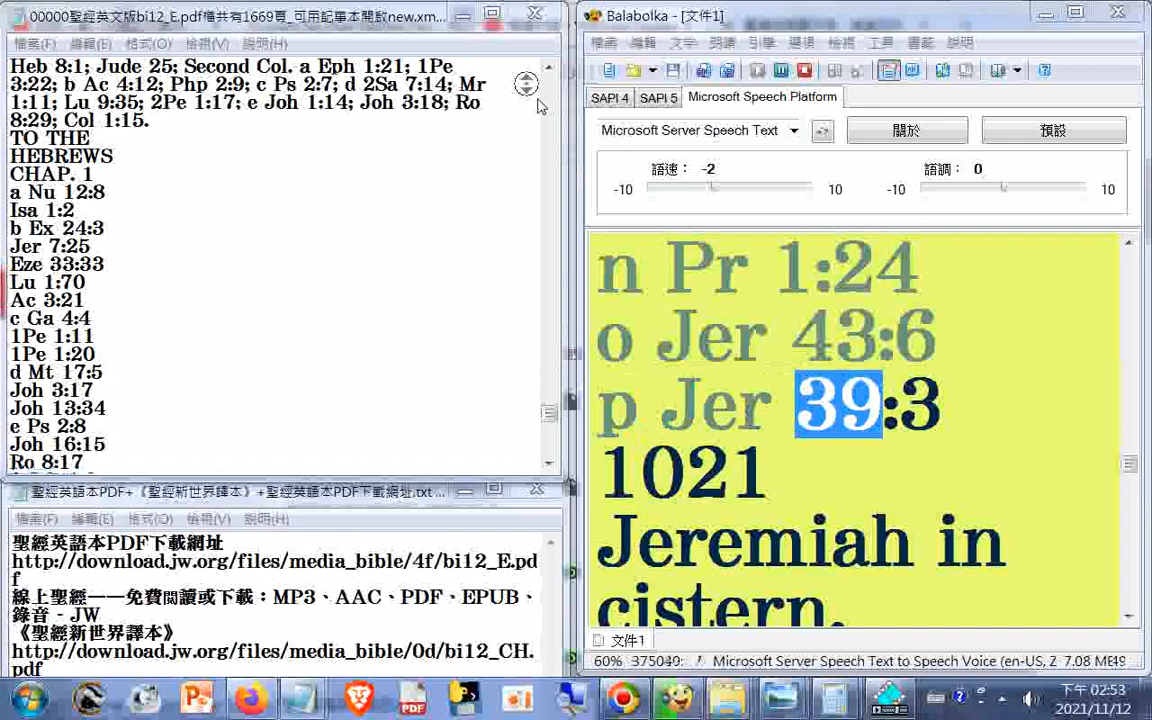 00000聖經英文版bi12_E.pdf檔共有1669頁_可用記事本開啟new.xm...
檔案(F) 編輯(E) 格式(O) 檢視(V) 說明(H)
Heb 8:1; Jude 25; Second Col. a Eph 1:21; 1Pe
3:22; b Ac 4:12; Php 2:9; c Ps 2:7; d 2Sa 7:14; Mr
1:11; Lu 9:35; 2Pe 1:17; e Joh 1:14; Joh 3:18; Ro
8:29; Col 1:15.
TO THE
HEBREWS
CHAP. 1
a Nu 12:8
Isa 1:2
b Ex 24:3
Jer 7:25
Eze 33:33
Lu 1:70
Ac 3:21
c Ga 4:4
1Pe 1:11
1Pe 1:20
d Mt 17:5
Joh 3:17
Joh 13:34
e Ps 2:8
Joh 16:15
Ro 8:17
聖經英語本PDF+《聖經新世界譯本》+聖經英語本PDF下載網址.txt ...
檔案(F) 編輯(E) 格式(O) 檢視(V) 說明(H)
聖經英語本PDF下載網址
http://download.jw.org/files/media_bible/4f/bi12_E.pd
f
線上聖經——免費閱讀或下載：MP3、AAC、PDF、EPUB、
錄音 - JW
《聖經新世界譯本》
http://download.jw.org/files/media_bible/0d/bi12_CH.
pdf
Balabolka - [文件1]
檔案 編輯 文字 朗讀 引擎 選項 檢視 工具 書籤 說明
SAPI 4 SAPI 5 Microsoft Speech Platform
Microsoft Server Speech Text 關於 預設
語速： -2 語調： 0
-10 10 -10 10
n Pr 1:24
o Jer 43:6
p Jer 39:3
1021
Jeremiah in
cistern.
文件1
60% Microsoft Server Speech Text to Speech Voice (en-US, Z 7.08 ME
下午 02:53
2021/11/12